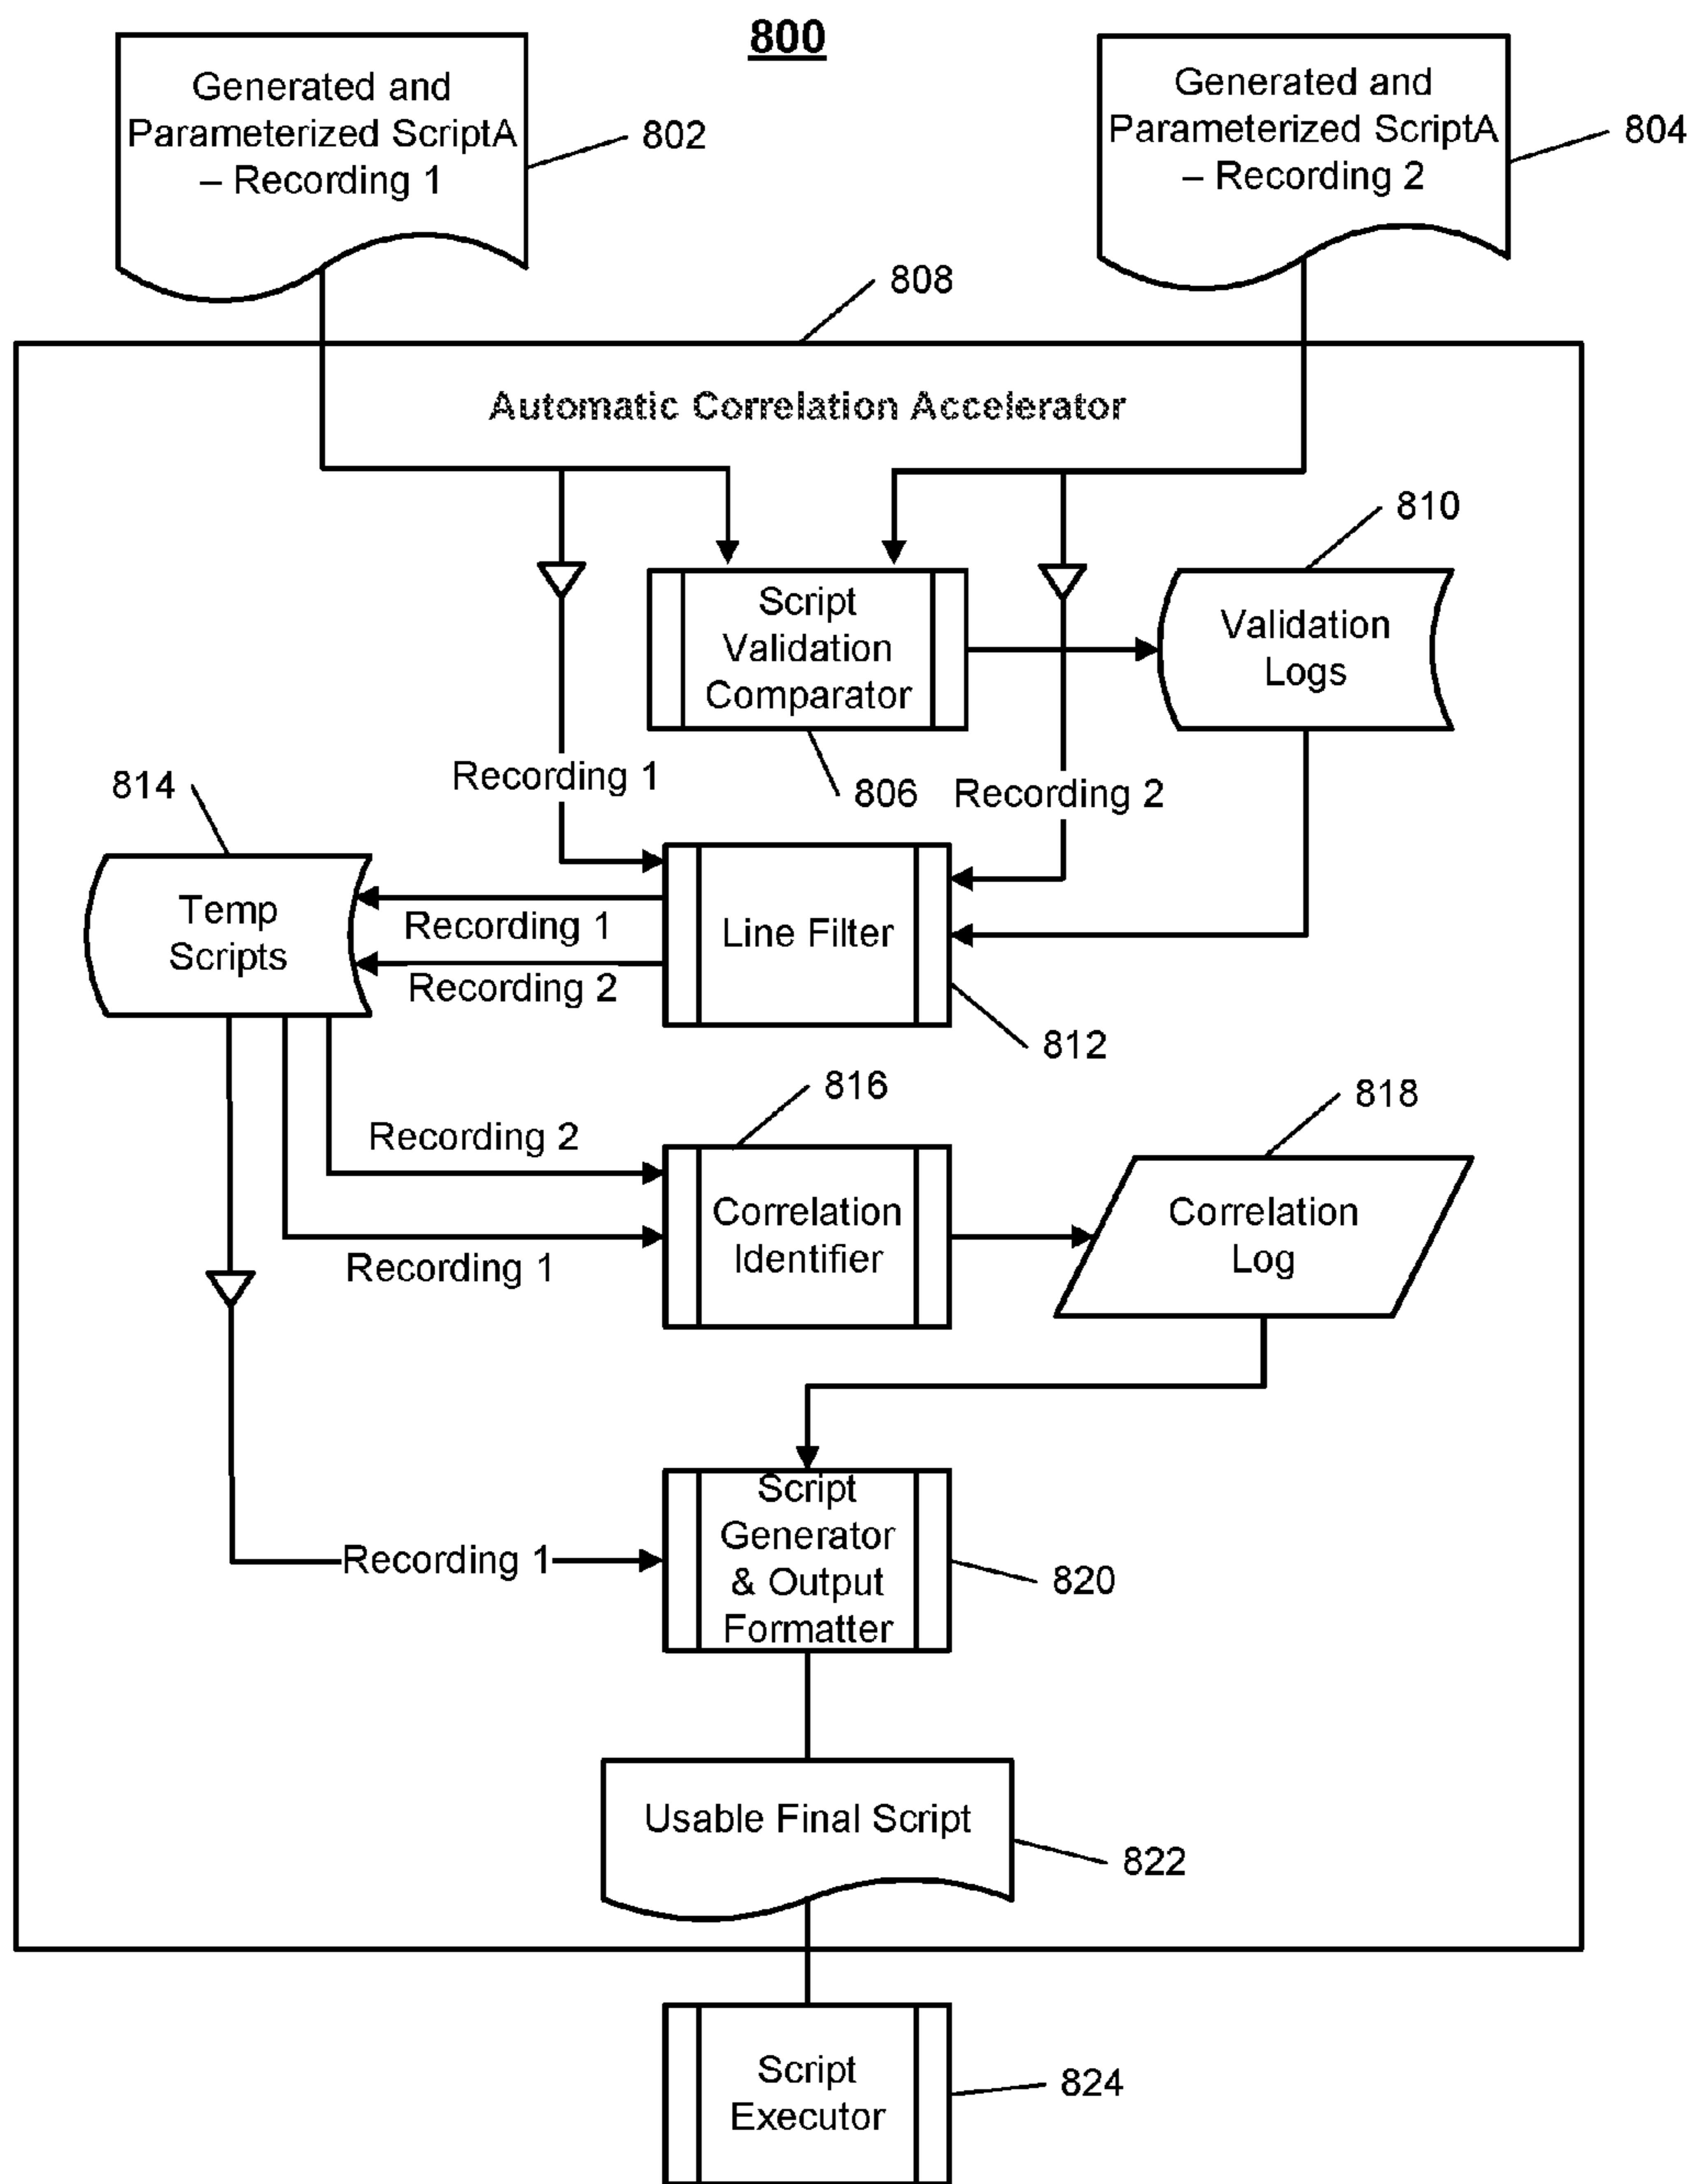 800
Generated and
Parameterized ScriptA
– Recording 1
802
Generated and
Parameterized ScriptA
– Recording 2
804
808
Automatic Correlation Accelerator
810
Script
Validation
Comparator
Validation
Logs
Recording 1
806
Recording 2
814
Temp
Scripts
Recording 1
Recording 2
Line Filter
812
816
818
Recording 2
Correlation
Identifier
Correlation
Log
Recording 1
Script
Generator
& Output
Formatter
Recording 1
820
Usable Final Script
822
Script
Executor
824